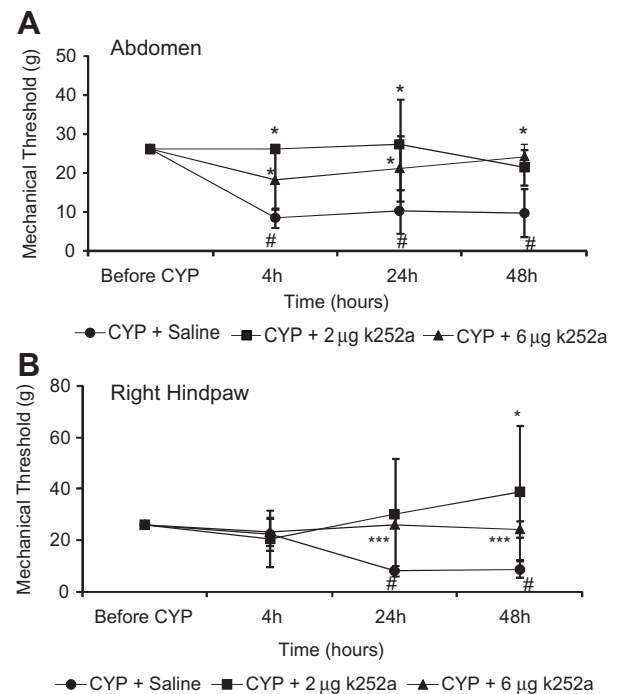 A
Abdomen
Mechanical Threshold (g)
50
40
30
20
10
0
* * *
* *
# # #
Before CYP 4h 24h 48h
Time (hours)
CYP + Saline CYP + 2 µg k252a CYP + 6 µg k252a
B
Right Hindpaw
Mechanical Threshold (g)
80
60
40
20
0
*
*** ***
# #
Before CYP 4h 24h 48h
Time (hours)
CYP + Saline CYP + 2 µg k252a CYP + 6 µg k252a